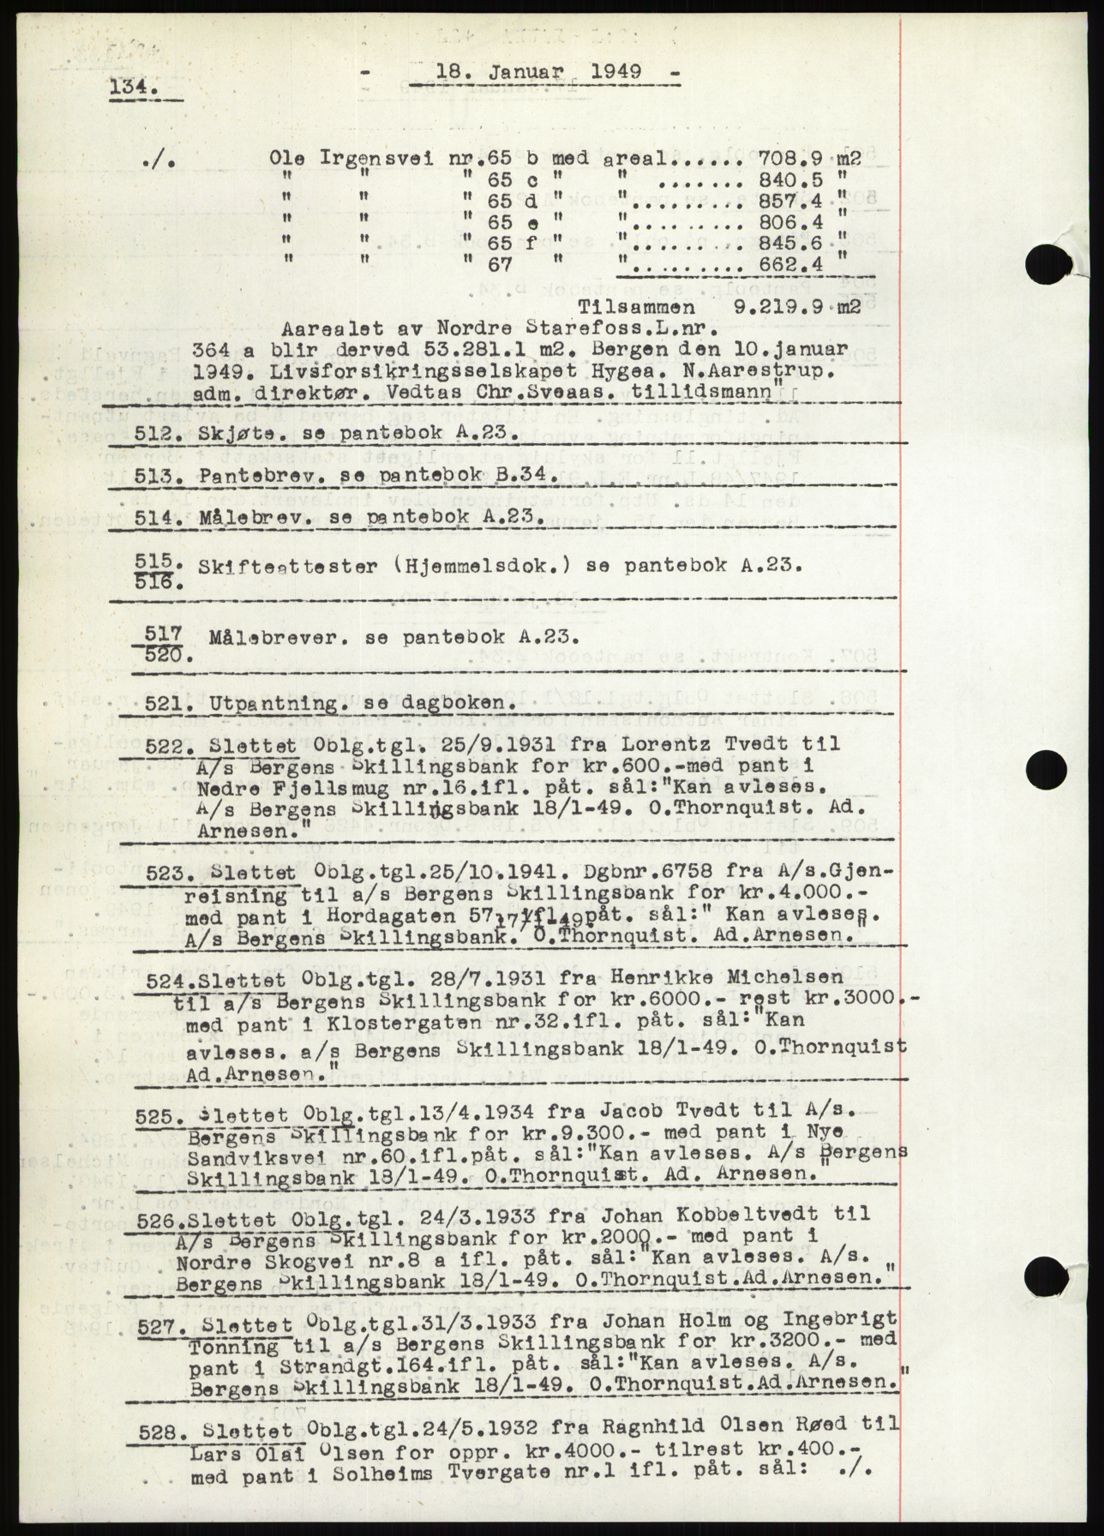 - 18. Januar 1949 -
134.
./. Ole Irgensvei nr.65 b med areal...... 708.9 m2
" " " 65 c " " ....... 840.5 "
" " " 65 d " "......... 857.4 "
" " " 65 e " "......... 806.4 "
" " " 65 f " "......... 845.6 "
" " " 67 " "......... 662.4 "
Tilsammen 9.219.9 m2
Aarealet av Nordre Starefoss.L.nr.
364 a blir derved 53.281.1 m2. Bergen den 10.januar
1949. Livsforsikringsselskapet Hygea. N.Aarestrup.
adm. direktør. Vedtas Chr.Sveaas. tillidsmann"
512. Skjøte. se pantebok A.23.
513. Pantebrev. se pantebok B.34.
514. Målebrev. se pantebok A.23.
515.
516. Skifteattester (Hjemmelsdok.) se pantebok A.23.
517
520. Målebrever. se pantebok A.23.
521. Utpantning. se dagboken.
522. Slettet Oblg.tgl. 25/9.1931 fra Lorentz Tvedt til
A/s Bergens Skillingsbank for kr.600.-med pant i
Nedre Fjellsmug nr.16.ifl. påt. sål:"Kan avleses.
A/s Bergens Skillingsbank 18/1-49. O.Thornquist. Ad.
Arnesen."
523. Slettet Oblg.tgl.25/10.1941. Dgbnr.6758 fra A/s.Gjen-
reisning til a/s Bergens Skillingsbank for kr.4.000.-
med pant i Hordagaten 57 ifl. påt. sål:" Kan avleses.
A/s Bergens Skillingsbank. 17/1-49 O.Thornquist. Ad.Arnesen."
524.Slettet Oblg.tgl. 28/7.1931 fra Henrikke Michelsen
til a/s Bergens Skillingsbank for kr.6000.- rest kr.3000.-
med pant i Klostergaten nr.32.ifl. påt. sål:"Kan
avleses. a/s Bergens Skillingsbank 18/1-49. O.Thornquist
Ad.Arnesen."
525. Slettet Oblg.tgl.13/4.1934 fra Jacob Tvedt til A/s.
Bergens Skillingsbank for kr.9.300.- med pant i Nye
Sandviksvei nr.60.ifl.påt. sål:"Kan avleses. A/s Bergens
Skillingsbank 18/1-49. O.Thornquist. Ad. Arnesen."
526.Slettet Oblg.tgl. 24/3.1933 fra Johan Kobbeltvedt til
A/s Bergens Skillingsbank for kr.2000.- med pant i
Nordre Skogvei nr.8 a ifl. påt. sål:"Kan avleses. A/s.
Bergens Skillingsbank 18/1-49. O.Thornquist.Ad.Arnesen."
527. Slettet Oblg.tgl.31/3.1933 fra Johan Holm og Ingebrigt
Tonning til a/s Bergens Skillingsbank for kr.3200.- med
pant i Strandgt.164.ifl. påt. sål:"Kan avleses. A/s.
Bergens Skillingsbank 18/1-49. O.Thornquist.Ad.Arnesen."
528. Slettet Oblg.tgl.24/5.1932 fra Ragnhild Olsen Røed til
Lars Olai Olsen for oppr. kr.4000.- tilrest kr.400.-
med pant i Solheims Tvergate nr.1 ifl. påt. sål: ./.